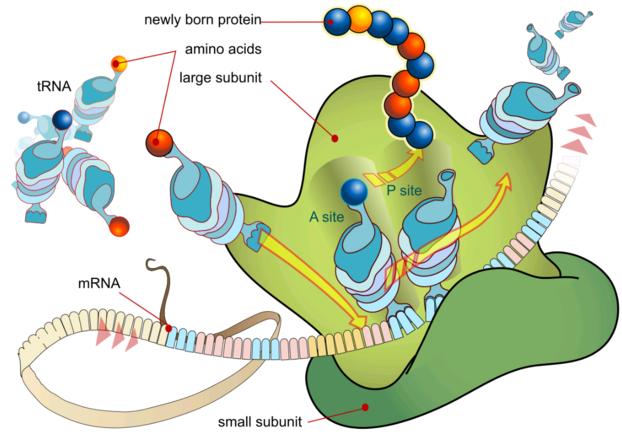 newly born protein
amino acids
large subunit
tRNA
P site
A site
mRNA
small subunit